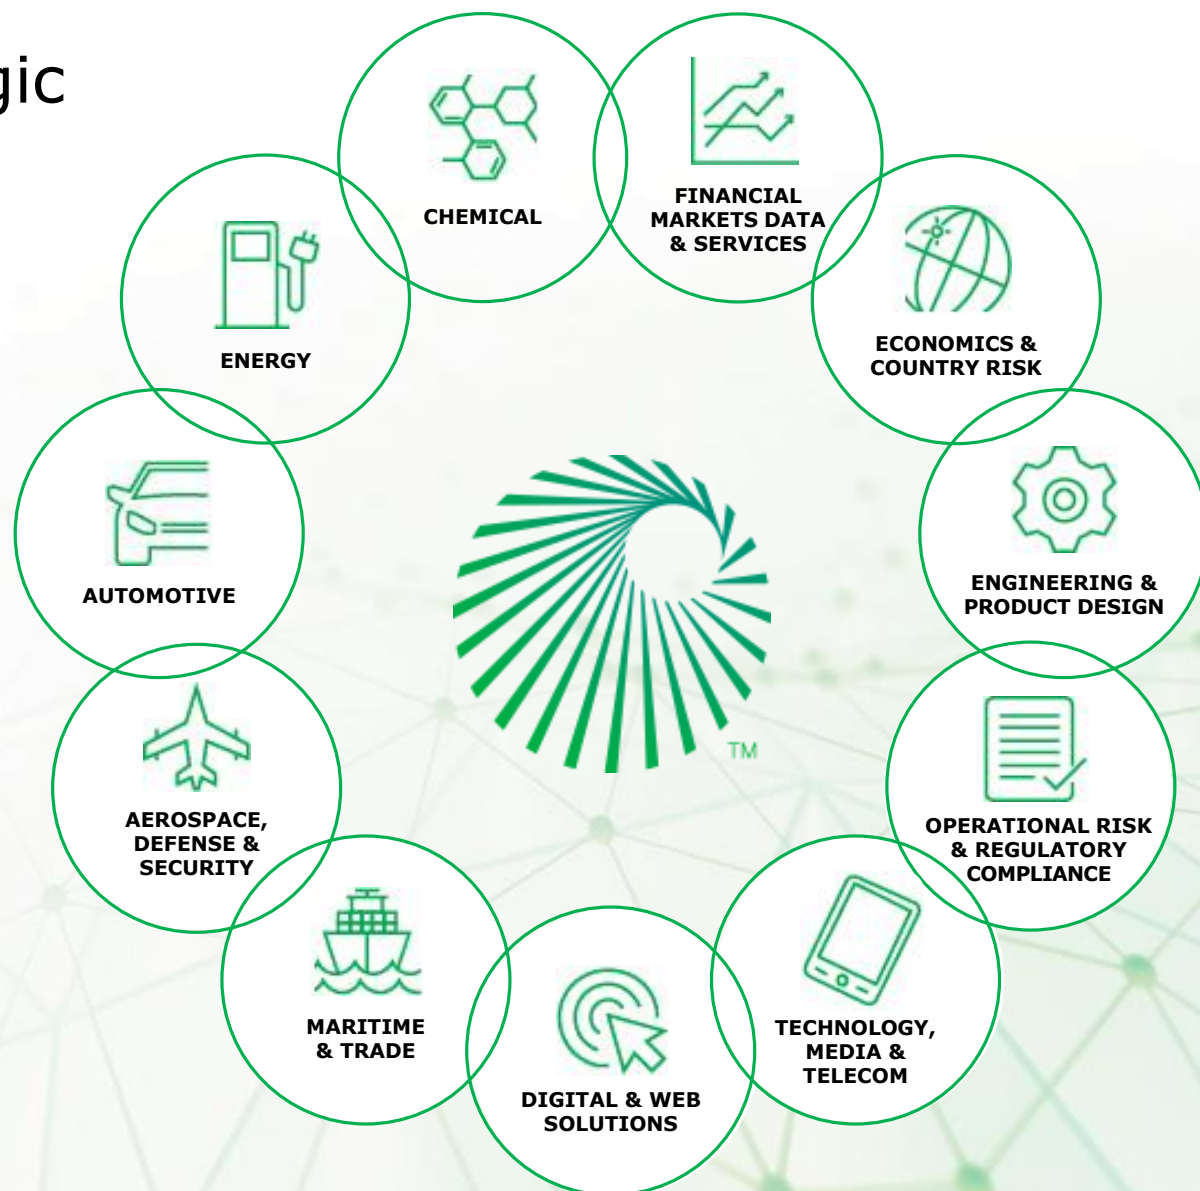 gic
CHEMICAL
FINANCIAL
MARKETS DATA
& SERVICES
ENERGY
ECONOMICS &
COUNTRY RISK
AUTOMOTIVE
ENGINEERING &
PRODUCT DESIGN
TM
AEROSPACE,
DEFENSE &
SECURITY
OPERATIONAL RISK
& REGULATORY
COMPLIANCE
MARITIME
& TRADE
TECHNOLOGY,
MEDIA &
TELECOM
DIGITAL & WEB
SOLUTIONS